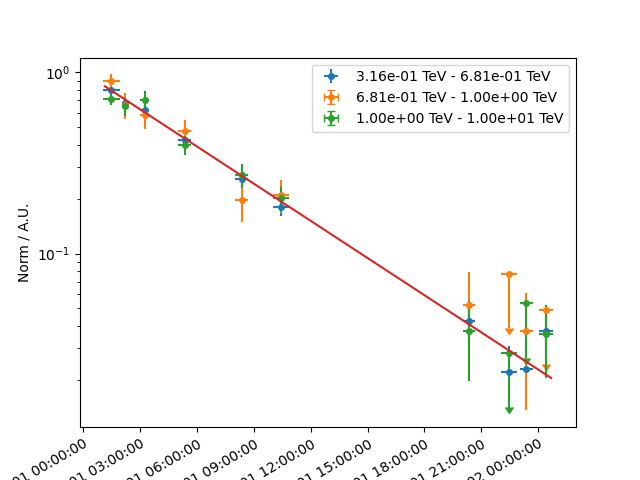 3.16e-01 TeV - 6.81e-01 TeV
6.81e-01 TeV - 1.00e+00 TeV
1.00e+00 TeV - 1.00e+01 TeV
Norm / A.U.
10⁰
10⁻¹
01 00:00:00
01 03:00:00
01 06:00:00
01 09:00:00
01 12:00:00
01 15:00:00
01 18:00:00
01 21:00:00
02 00:00:00